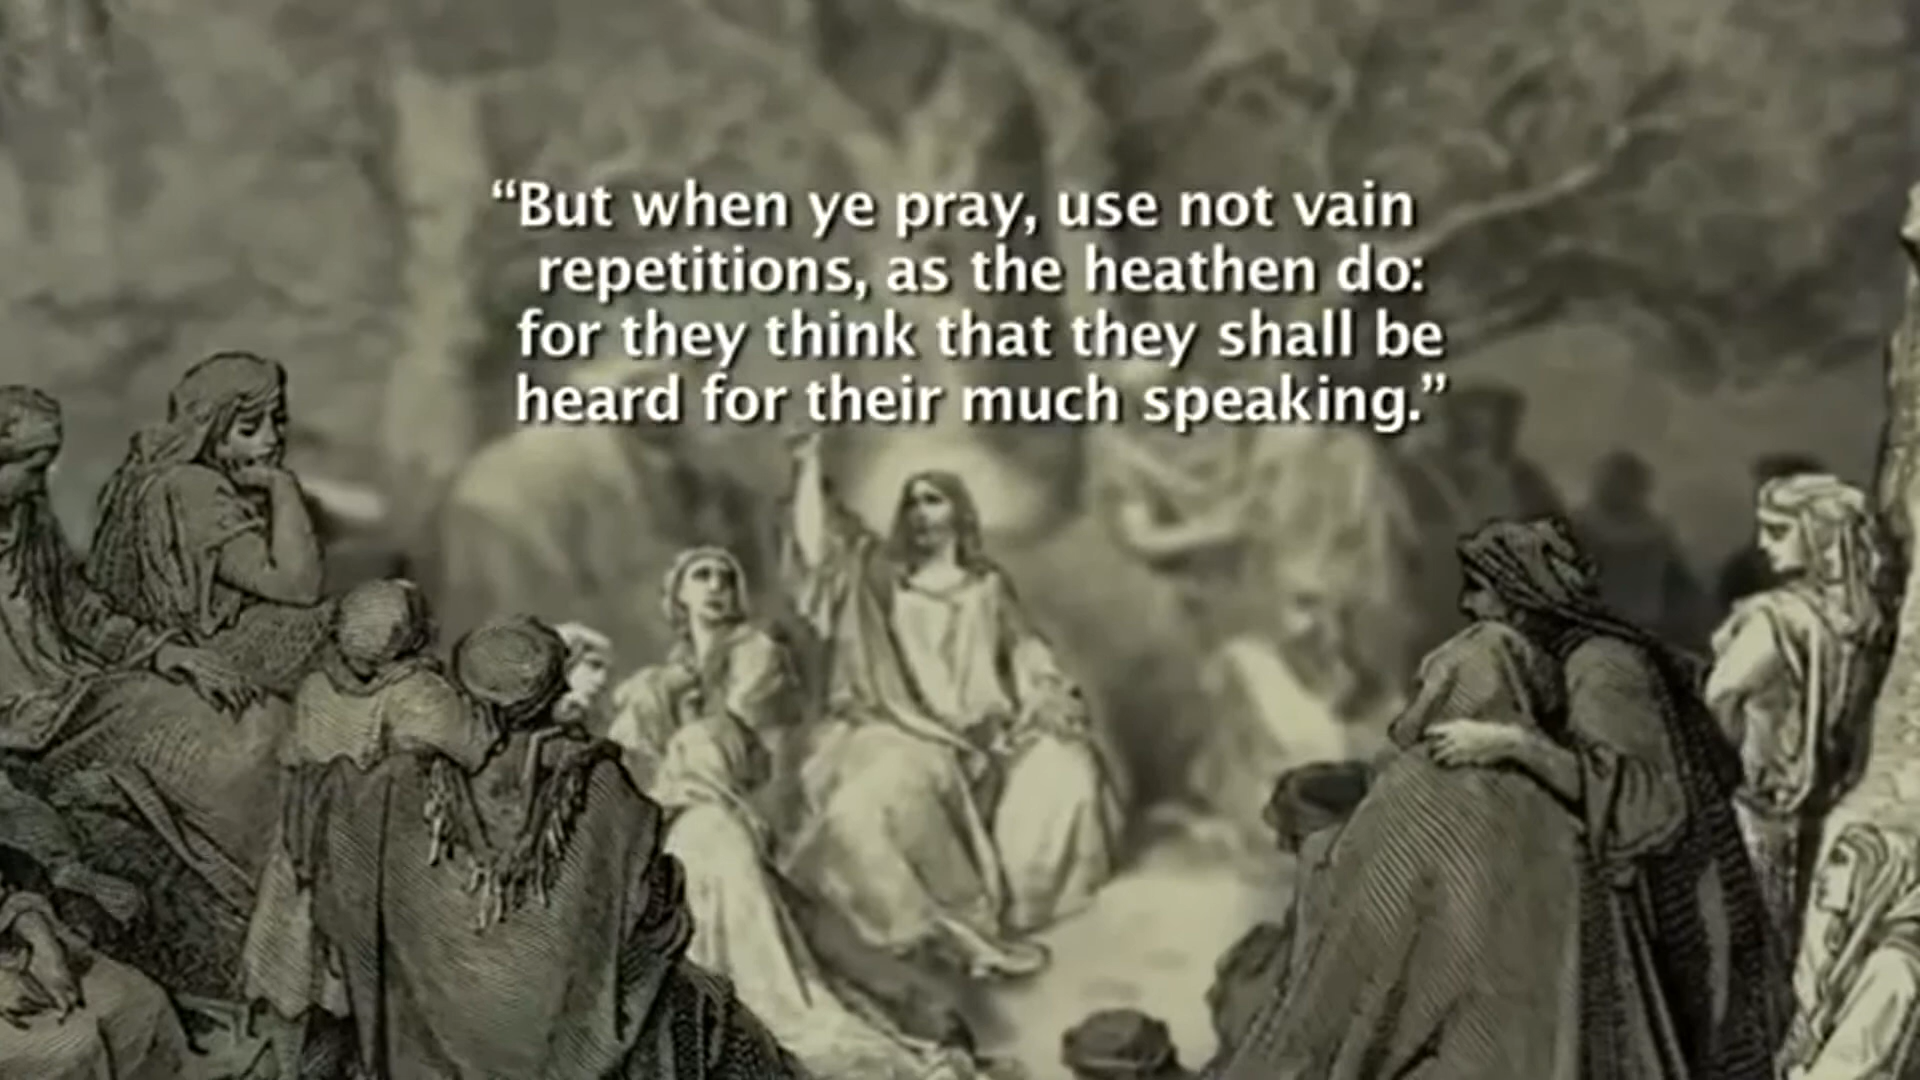 “But when ye pray, use not vain
repetitions, as the heathen do:
for they think that they shall be
heard for their much speaking.”